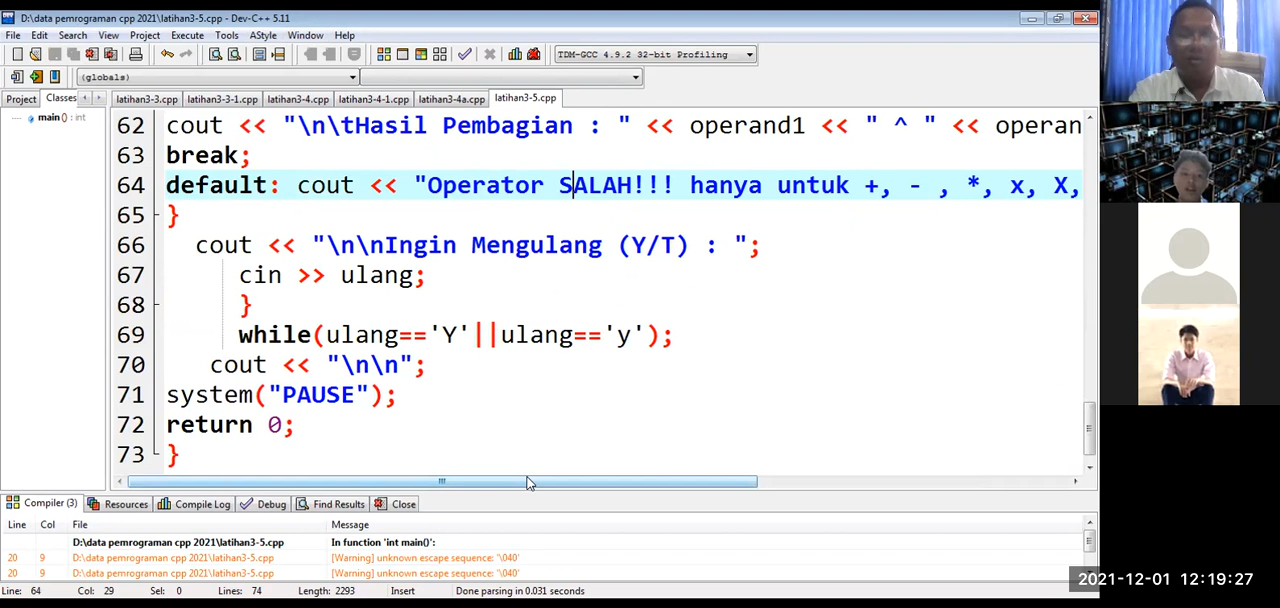 D:\data pemrograman cpp 2021\latihan3-5.cpp - Dev-C++ 5.11
File Edit Search View Project Execute Tools AStyle Window Help
TDM-GCC 4.9.2 32-bit Profiling
(globals)
Project Classes latihan3-3.cpp latihan3-3-1.cpp latihan3-4.cpp latihan3-4-1.cpp latihan3-4a.cpp latihan3-5.cpp
main () : int
62 cout << "\n\tHasil Pembagian : " << operand1 << " ^ " << operan
63 break;
64 default: cout << "Operator SALAH!!! hanya untuk +, - , *, x, X,
65 }
66 cout << "\n\nIngin Mengulang (Y/T) : ";
67 cin >> ulang;
68 }
69 while(ulang=='Y'||ulang=='y');
70 cout << "\n\n";
71 system("PAUSE");
72 return 0;
73 }
Compiler (3) Resources Compile Log Debug Find Results Close
Line Col File Message
D:\data pemrograman cpp 2021\latihan3-5.cpp In function 'int main()':
20 9 D:\data pemrograman cpp 2021\latihan3-5.cpp [Warning] unknown escape sequence: '\040'
20 9 D:\data pemrograman cpp 2021\latihan3-5.cpp [Warning] unknown escape sequence: '\040'
Line: 64 Col: 29 Sel: 0 Lines: 74 Length: 2293 Insert Done parsing in 0.031 seconds
2021-12-01 12:19:27